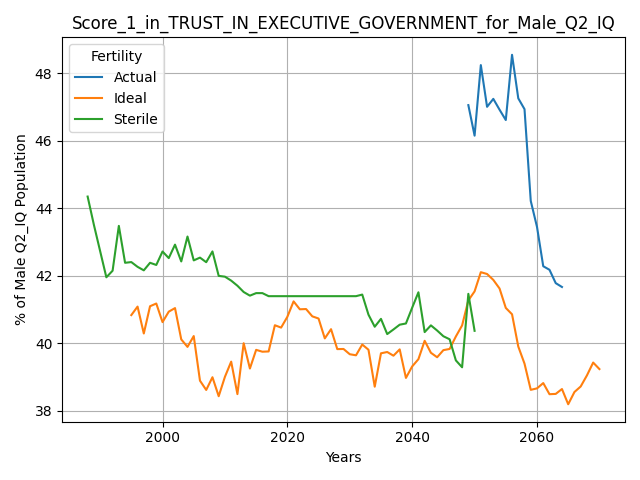 Score_1_in_TRUST_IN_EXECUTIVE_GOVERNMENT_for_Male_Q2_IQ
Fertility
Actual
Ideal
Sterile
% of Male Q2_IQ Population
48
46
44
42
40
38
2000
2020
2040
2060
Years